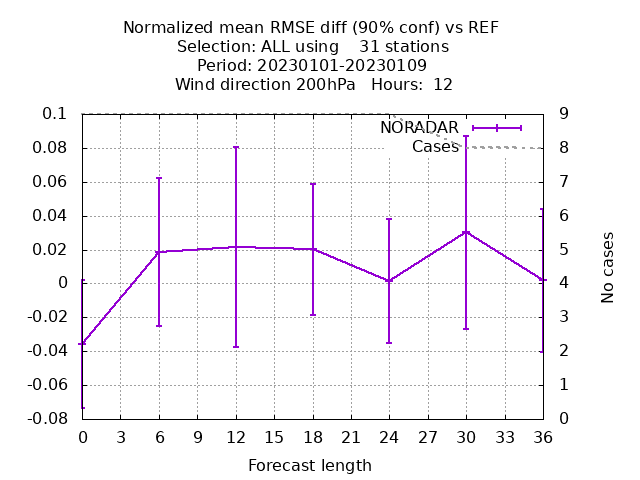 Normalized mean RMSE diff (90% conf) vs REF
Selection: ALL using    31 stations
Period: 20230101-20230109
Wind direction 200hPa   Hours:  12
NORADAR
Cases
0.1
0.08
0.06
0.04
0.02
0
-0.02
-0.04
-0.06
-0.08
9
8
7
6
5
4
3
2
1
0
No cases
0 3 6 9 12 15 18 21 24 27 30 33 36
Forecast length